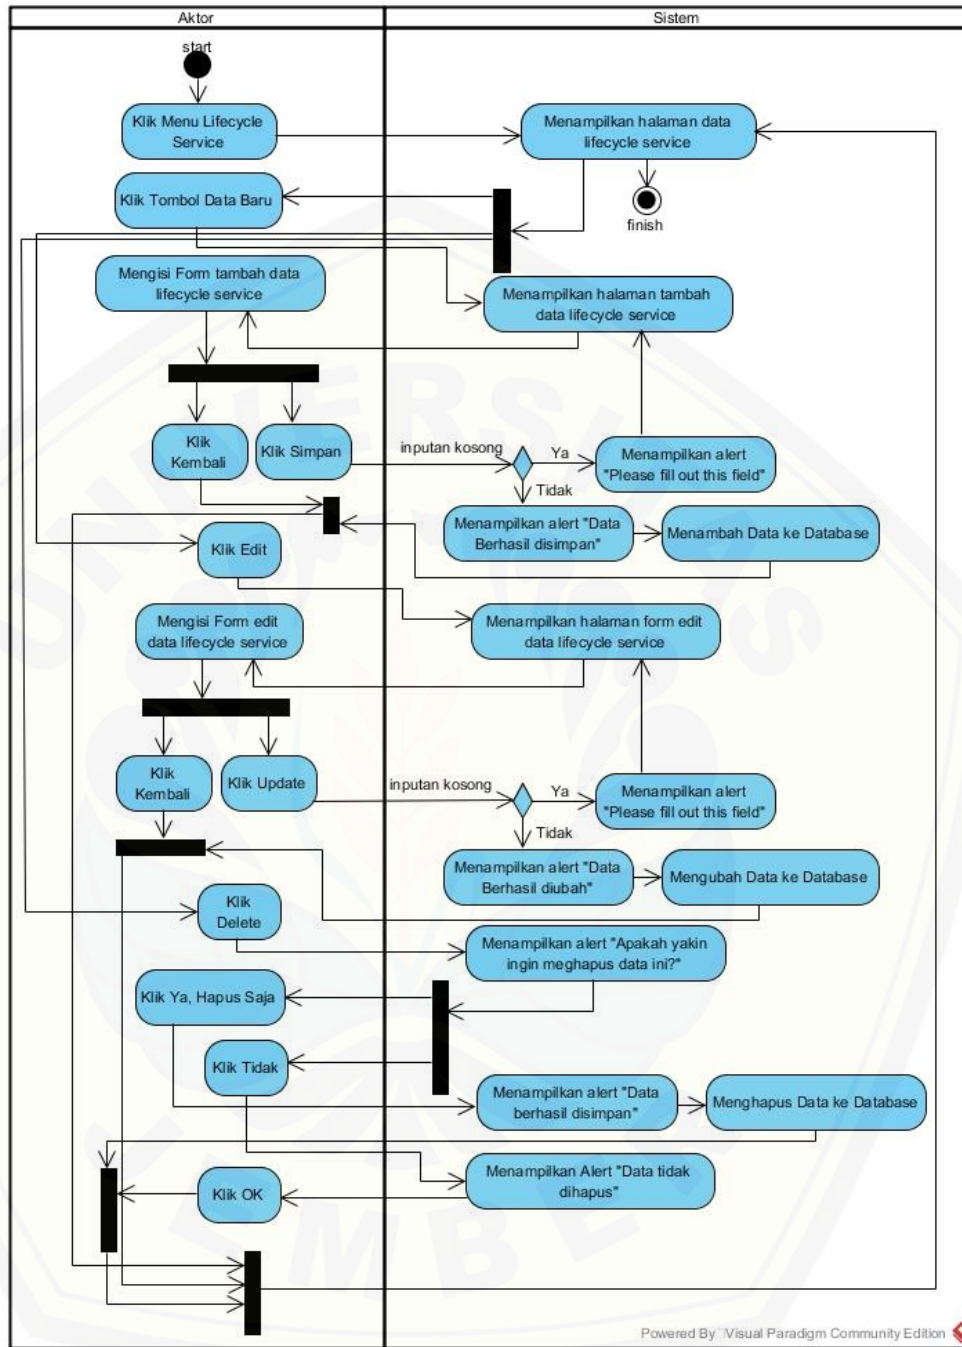 Aktor
Sistem
start
Klik Menu Lifecycle
Service
Menampilkan halaman data
lifecycle service
Klik Tombol Data Baru
finish
Mengisi Form tambah data
lifecycle service
Menampilkan halaman tambah
data lifecycle service
Klik
Kembali
Klik Simpan
inputan kosong
Ya
Menampilkan alert
"Please fill out this field"
Tidak
Menampilkan alert "Data
Berhasil disimpan"
Menambah Data ke Database
Klik Edit
Mengisi Form edit
data lifecycle service
Menampilkan halaman form edit
data lifecycle service
Klik
Kembali
Klik Update
inputan kosong
Ya
Menampilkan alert
"Please fill out this field"
Tidak
Menampilkan alert "Data
Berhasil diubah"
Mengubah Data ke Database
Klik
Delete
Menampilkan alert "Apakah yakin
ingin meghapus data ini?"
Klik Ya, Hapus Saja
Klik Tidak
Menampilkan alert "Data
berhasil disimpan"
Menghapus Data ke Database
Menampilkan Alert "Data tidak
dihapus"
Klik OK
UNIVERSITAS
JEMBER
Powered By Visual Paradigm Community Edition